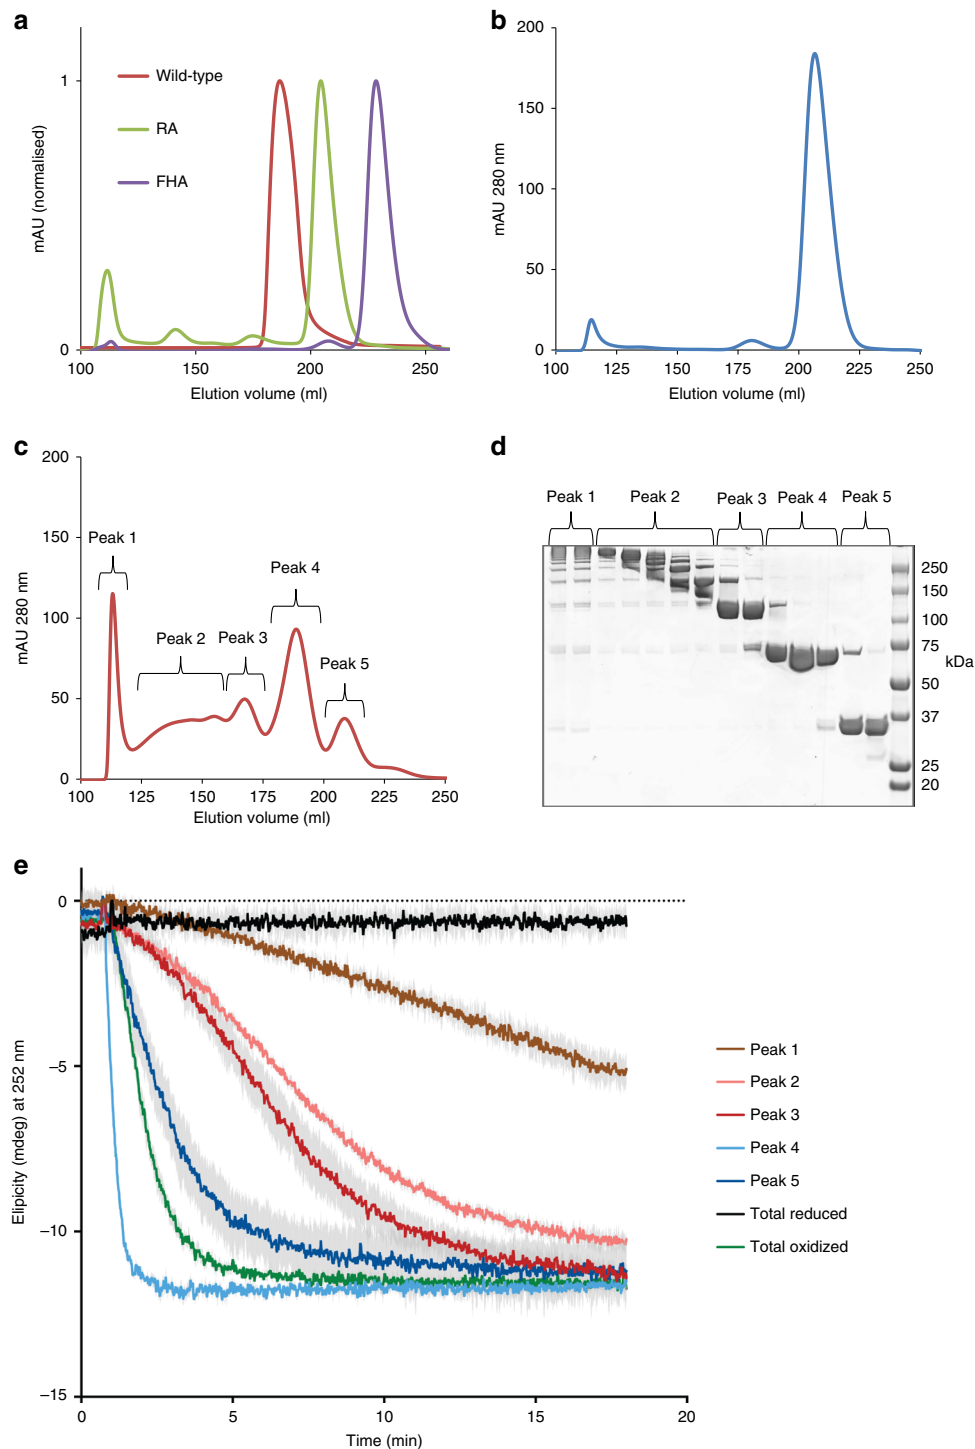 a
mAU (normalised)
1
0
Wild-type
RA
FHA
100 150 200 250
Elution volume (ml)
b
mAU 280 nm
200
150
100
50
0
100 125 150 175 200 225 250
Elution volume (ml)
c
mAU 280 nm
200
150
100
50
0
Peak 1
Peak 2
Peak 3
Peak 4
Peak 5
100 125 150 175 200 225 250
Elution volume (ml)
d
Peak 1 Peak 2 Peak 3 Peak 4 Peak 5
250
150
100
75
kDa
50
37
25
20
e
Elipicity (mdeg) at 252 nm
0
−5
−10
−15
0 5 10 15 20
Time (min)
Peak 1
Peak 2
Peak 3
Peak 4
Peak 5
Total reduced
Total oxidized